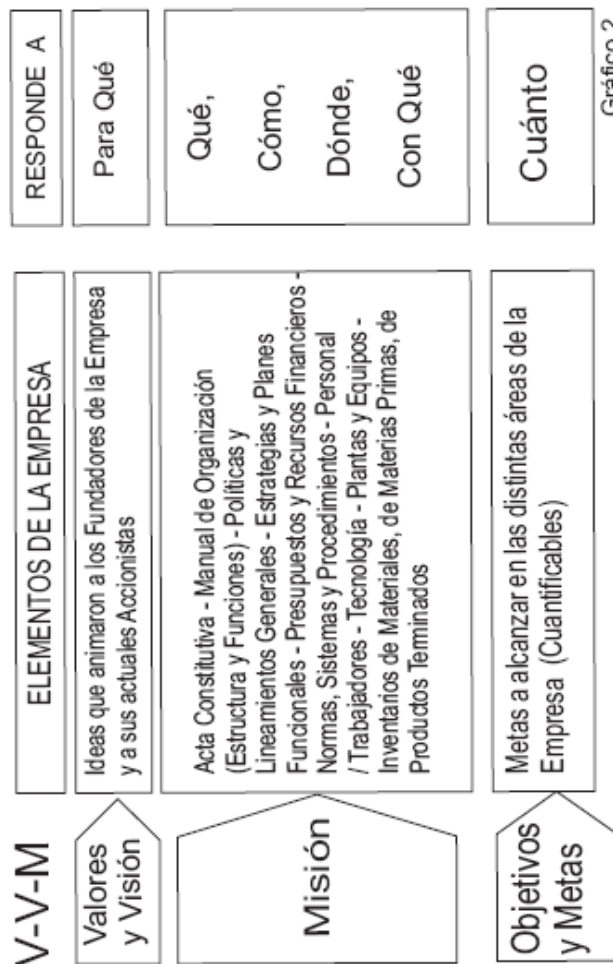 V-V-M
ELEMENTOS DE LA EMPRESA
RESPONDE A
Valores
y Visión
Ideas que animaron a los Fundadores de la Empresa
y a sus actuales Accionistas
Para Qué
Misión
Acta Constitutiva - Manual de Organización
(Estructura y Funciones) - Políticas y
Lineamientos Generales - Estrategias y Planes
Funcionales - Presupuestos y Recursos Financieros -
Normas, Sistemas y Procedimientos - Personal
/ Trabajadores - Tecnología - Plantas y Equipos -
Inventarios de Materiales, de Materias Primas, de
Productos Terminados
Qué,
Cómo,
Dónde,
Con Qué
Objetivos
y Metas
Metas a alcanzar en las distintas áreas de la
Empresa (Cuantificables)
Cuánto
Gráfico 2